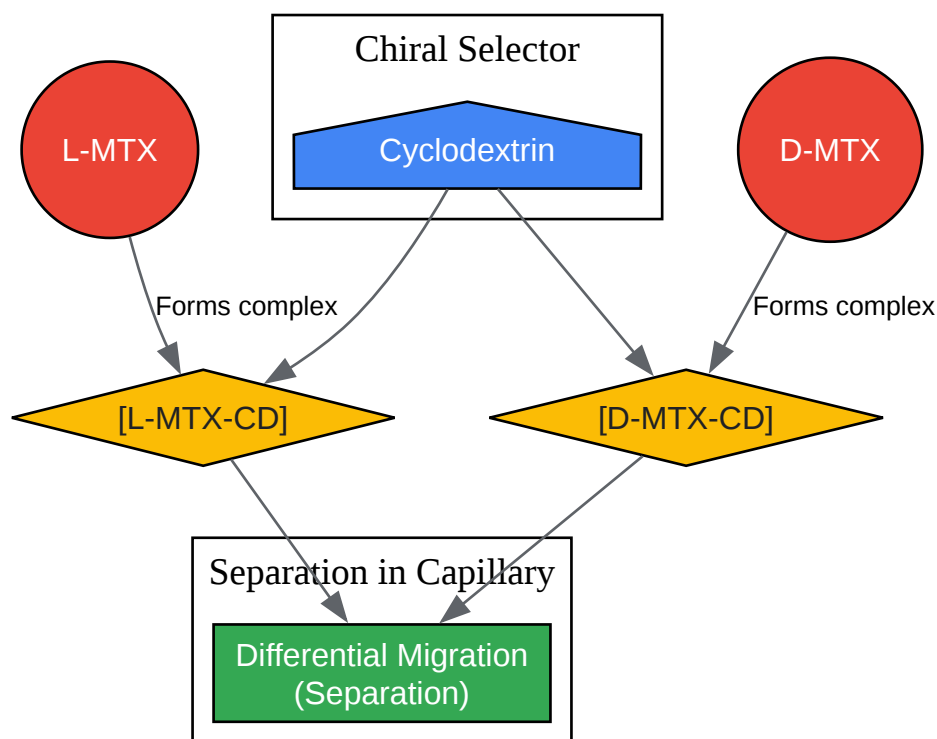 Chiral Selector
L-MTX
Cyclodextrin
D-MTX
Forms complex
Forms complex
[L-MTX-CD]
[D-MTX-CD]
Separation in Capillary
Differential Migration
(Separation)